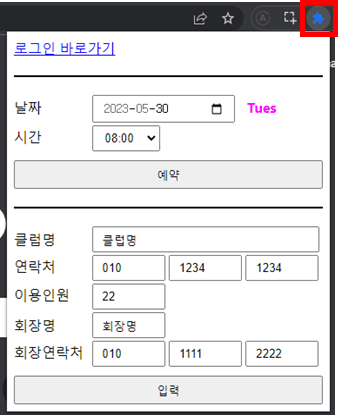 로그인 바로가기
날짜 2023-05-30 Tues
시간 08:00
예약
클럽명 클럽명
연락처 010 1234 1234
이용인원 22
회장명 회장명
회장연락처 010 1111 2222
입력